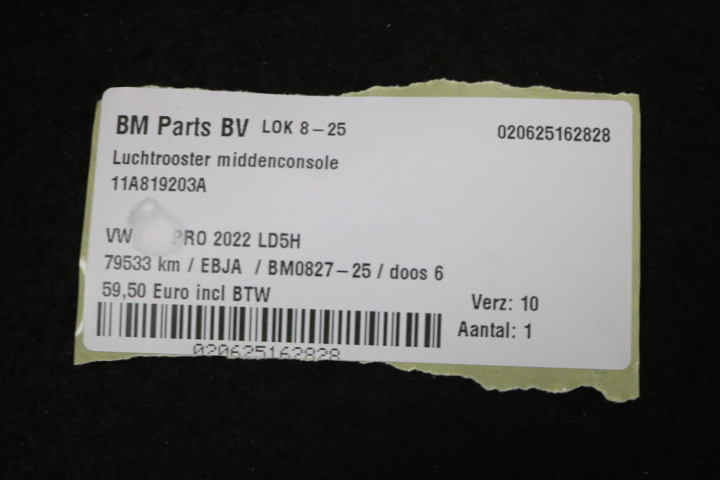 BM Parts BV LOK 8-25 020625162828
Luchtrooster middenconsole
11A819203A
VW PRO 2022 LD5H
79533 km / EBJA / BM0827-25 / doos 6
59,50 Euro incl BTW
Verz: 10
Aantal: 1
020625162828